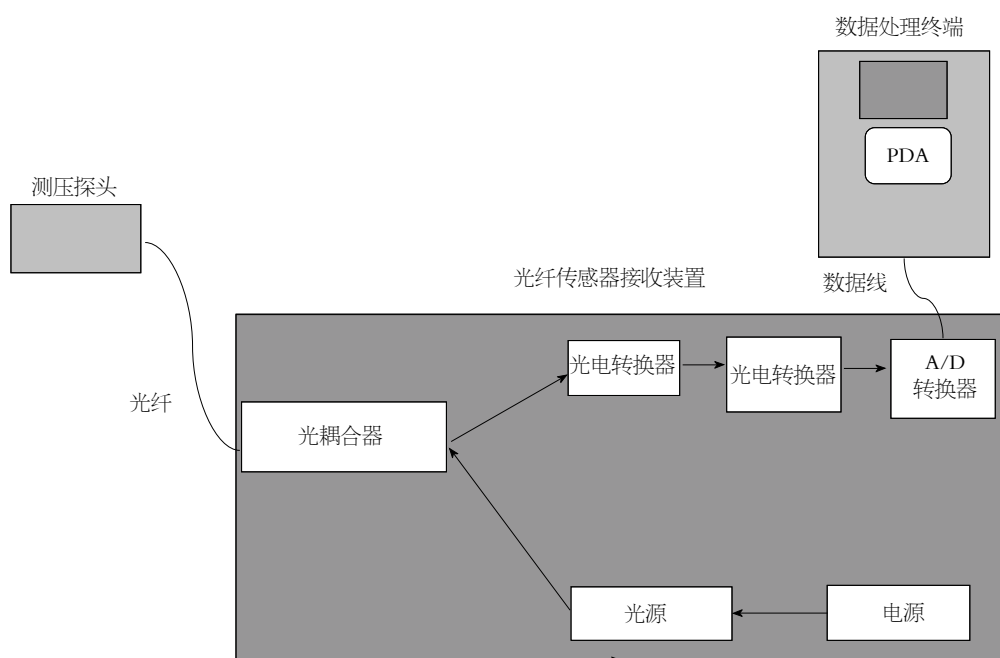 数据处理终端
PDA
测压探头
光纤传感器接收装置
数据线
光电转换器
光电转换器
A/D
转换器
光纤
光耦合器
光源
电源